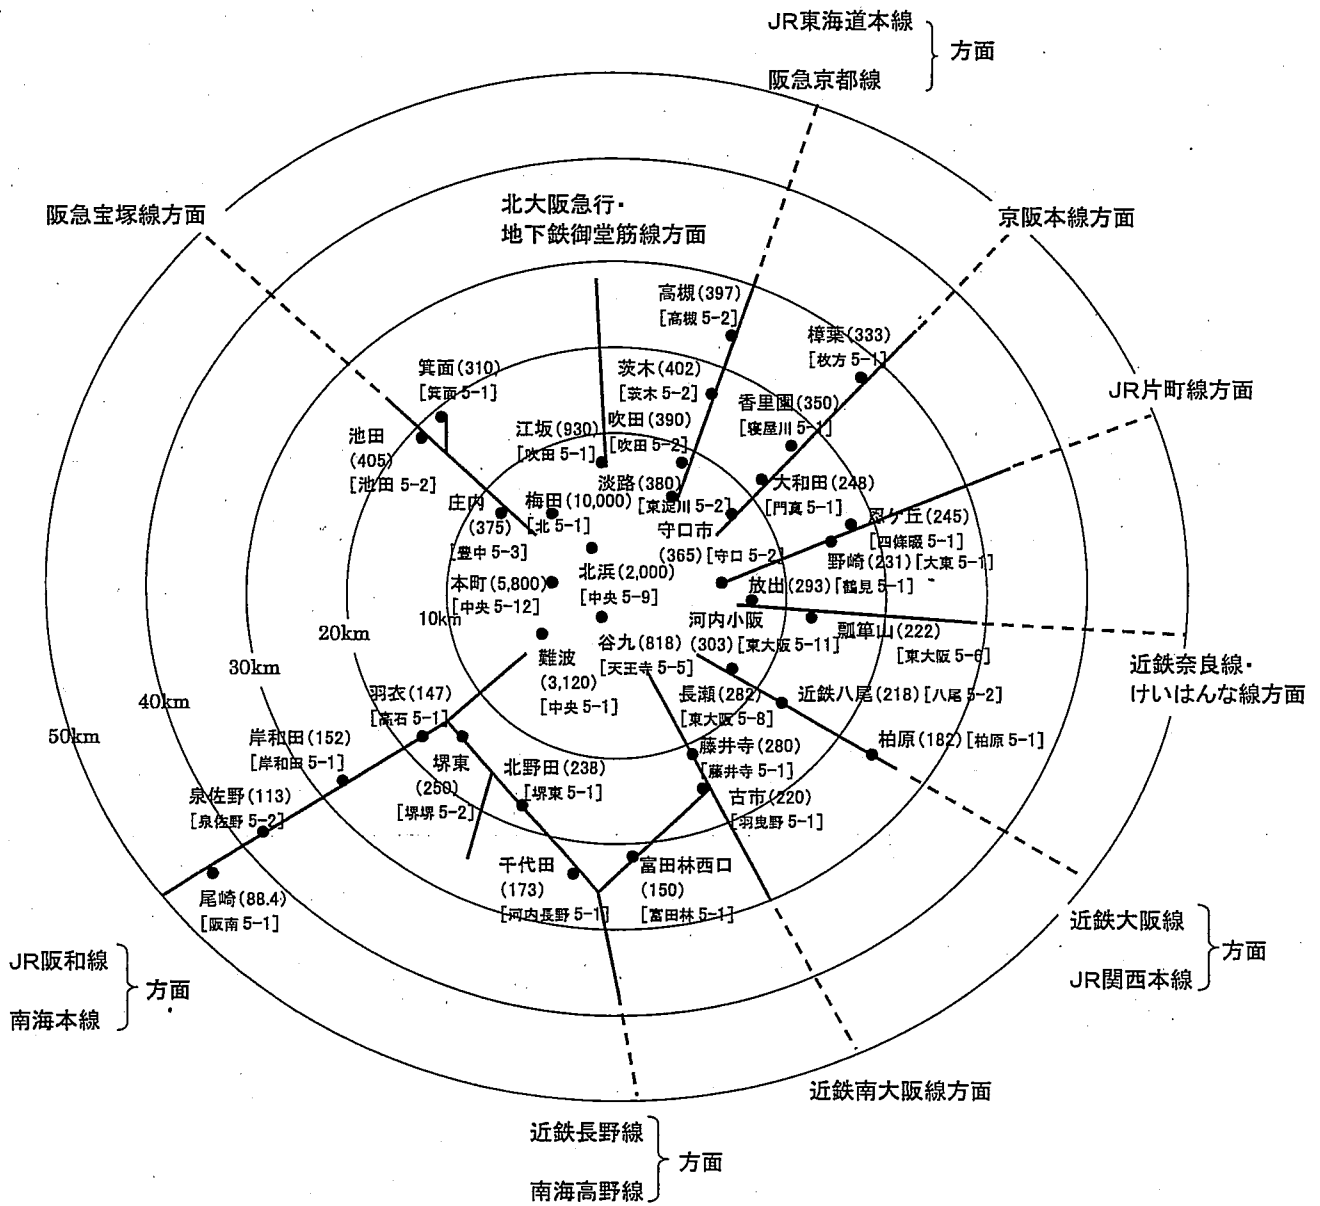 JR東海道本線
阪急京都線
方面
阪急宝塚線方面
北大阪急行・
地下鉄御堂筋線方面
京阪本線方面
高槻(397)
[高槻 5-2]
樟葉(333)
[枚方 5-1]
箕面(310)
[箕面 5-1]
茨木(402)
[茨木 5-2]
JR片町線方面
香里園(350)
[寝屋川 5-1]
池田
(405)
[池田 5-2]
江坂(930)
[吹田 5-1]
吹田(390)
[吹田 5-2]
淡路(380)
[東淀川 5-2]
大和田(248)
[門真 5-1]
庄内
(375)
[豊中 5-3]
梅田(10,000)
[北 5-1]
守口市
(365)[守口 5-2]
忍ケ丘(245)
[四條畷 5-1]
野崎(231)[大東 5-1]
北浜(2,000)
[中央 5-9]
本町(5,800)
[中央 5-12]
放出(293)[鶴見 5-1]
10km
20km
30km
40km
50km
河内小阪
(303)[東大阪 5-11]
瓢箪山(222)
[東大阪 5-6]
谷九(818)
[天王寺 5-5]
難波
(3,120)
[中央 5-1]
近鉄奈良線・
けいはんな線方面
羽衣(147)
[高石 5-1]
長瀬(282)
[東大阪 5-8]
近鉄八尾(218)[八尾 5-2]
岸和田(152)
[岸和田 5-1]
柏原(182)[柏原 5-1]
藤井寺(280)
[藤井寺 5-1]
堺東
(250)
[堺堺 5-2]
北野田(238)
[堺東 5-1]
泉佐野(113)
[泉佐野 5-2]
古市(220)
[羽曳野 5-1]
千代田
(173)
[河内長野 5-1]
富田林西口
(150)
[富田林 5-1]
尾崎(88.4)
[阪南 5-1]
近鉄大阪線
JR関西本線
方面
JR阪和線
南海本線
方面
近鉄南大阪線方面
近鉄長野線
南海高野線
方面